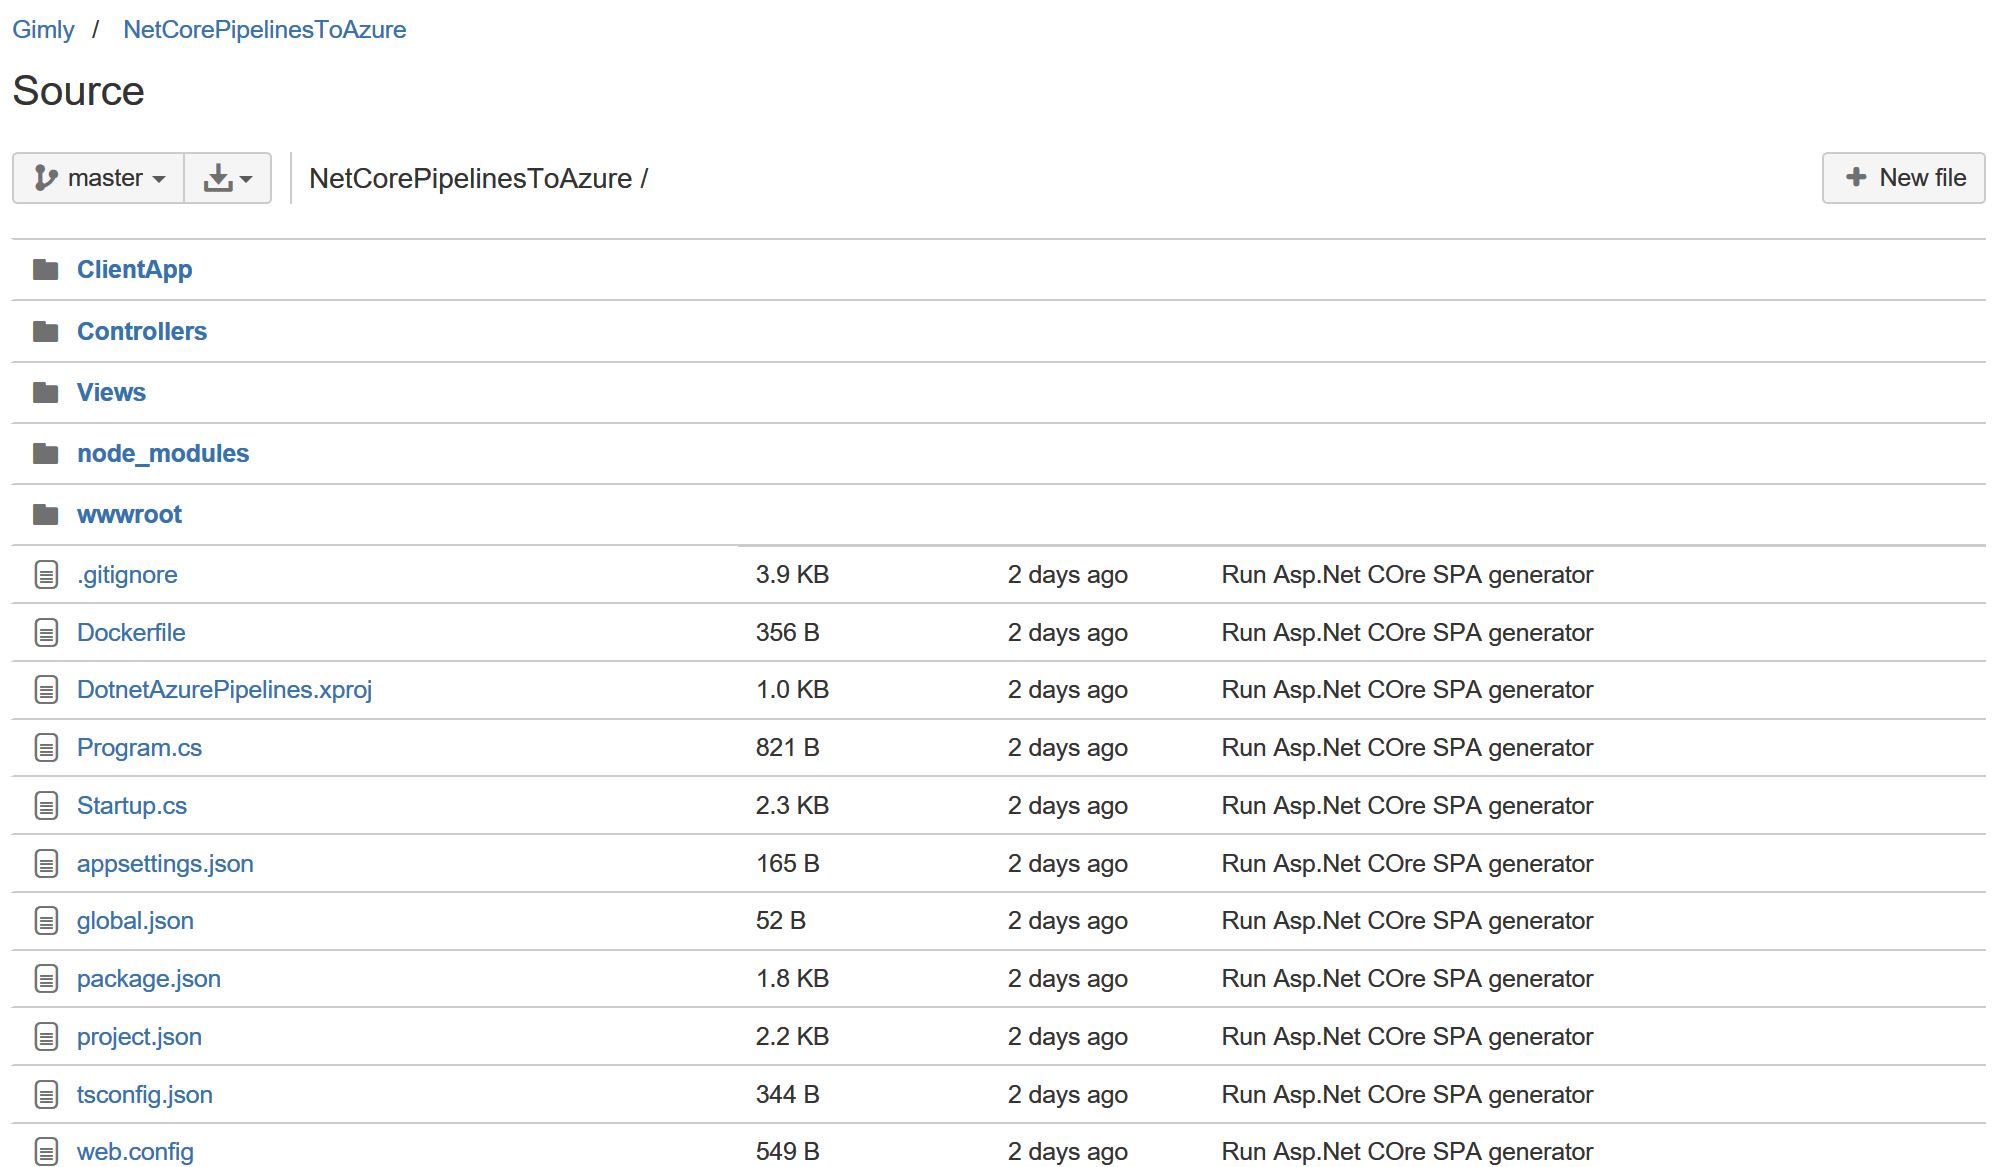 Gimly / NetCorePipelinesToAzure
Source
master NetCorePipelinesToAzure / New file
ClientApp
Controllers
Views
node_modules
wwwroot
.gitignore 3.9 KB 2 days ago Run Asp.Net COre SPA generator
Dockerfile 356 B 2 days ago Run Asp.Net COre SPA generator
DotnetAzurePipelines.xproj 1.0 KB 2 days ago Run Asp.Net COre SPA generator
Program.cs 821 B 2 days ago Run Asp.Net COre SPA generator
Startup.cs 2.3 KB 2 days ago Run Asp.Net COre SPA generator
appsettings.json 165 B 2 days ago Run Asp.Net COre SPA generator
global.json 52 B 2 days ago Run Asp.Net COre SPA generator
package.json 1.8 KB 2 days ago Run Asp.Net COre SPA generator
project.json 2.2 KB 2 days ago Run Asp.Net COre SPA generator
tsconfig.json 344 B 2 days ago Run Asp.Net COre SPA generator
web.config 549 B 2 days ago Run Asp.Net COre SPA generator